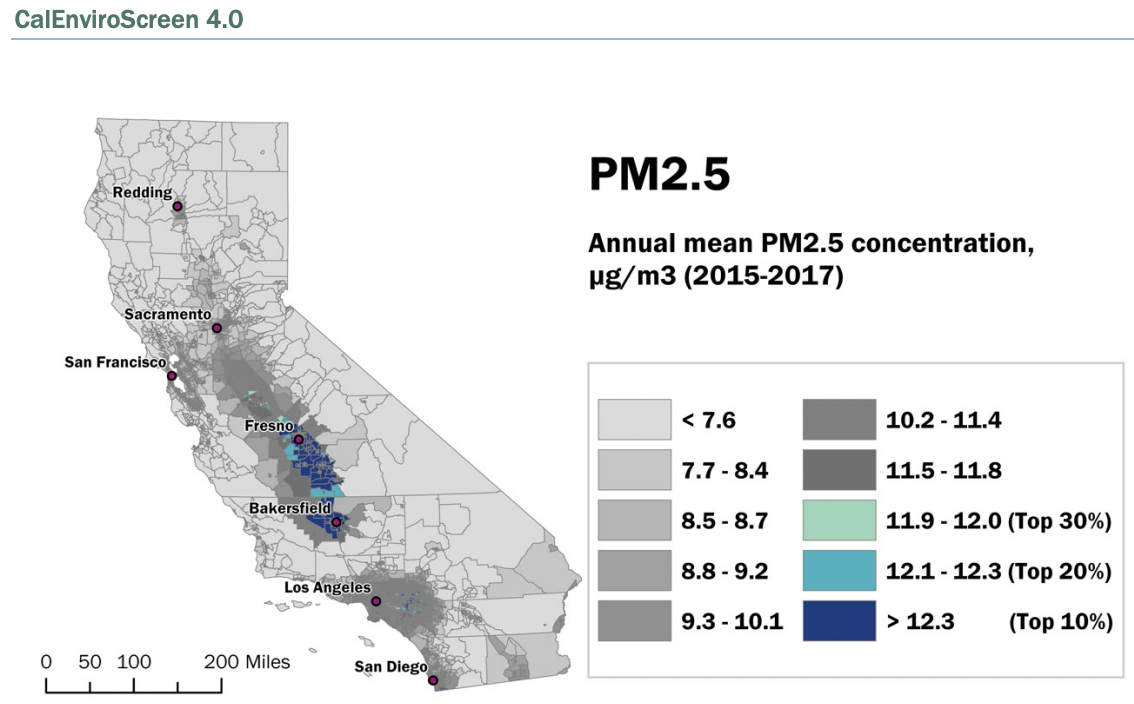 CalEnviroScreen 4.0
PM2.5
Annual mean PM2.5 concentration,
µg/m3 (2015-2017)
Redding
Sacramento
San Francisco
Fresno
Bakersfield
Los Angeles
San Diego
0 50 100 200 Miles
< 7.6
7.7 - 8.4
8.5 - 8.7
8.8 - 9.2
9.3 - 10.1
10.2 - 11.4
11.5 - 11.8
11.9 - 12.0 (Top 30%)
12.1 - 12.3 (Top 20%)
> 12.3 (Top 10%)